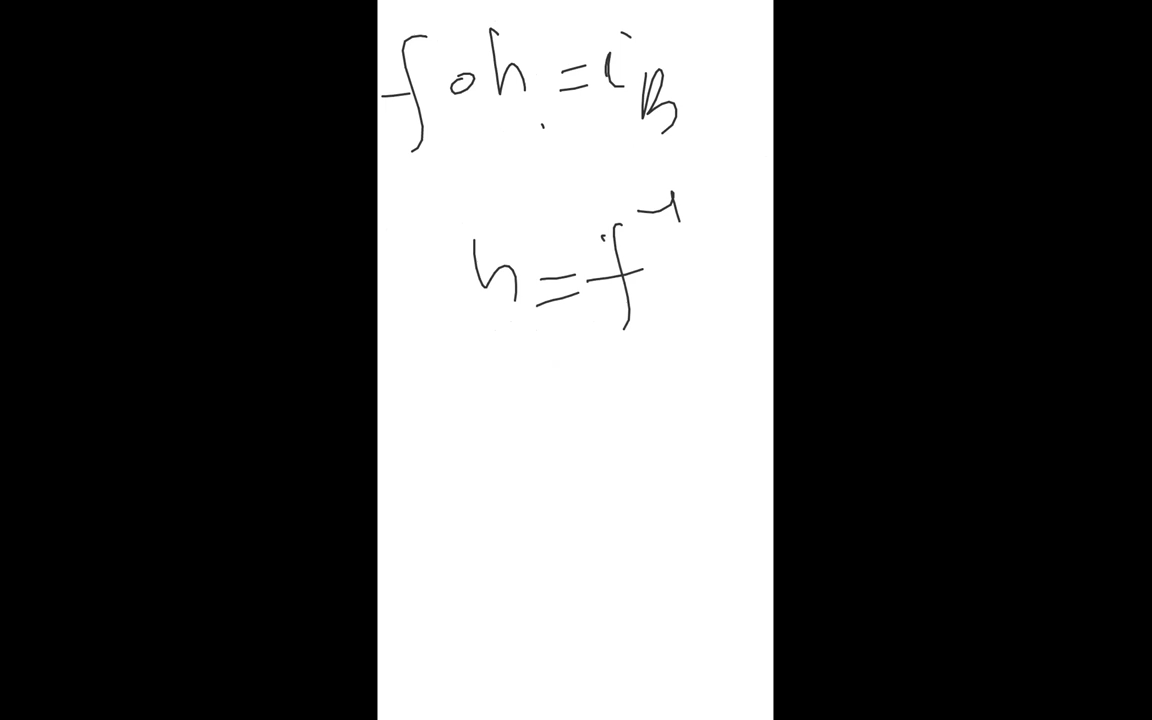 f∘h = i_B
h = f⁻¹